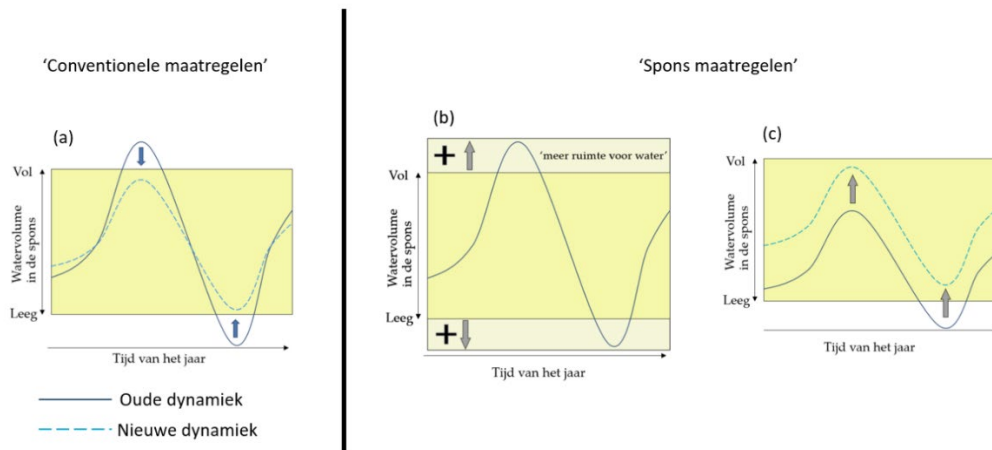 ‘Conventionele maatregelen’
‘Spons maatregelen’
(a)
Vol
Watervolume
in de spons
Leeg
Tijd van het jaar
Oude dynamiek
Nieuwe dynamiek
(b)
+
‘meer ruimte voor water’
Vol
Watervolume
in de spons
Leeg
+
Tijd van het jaar
(c)
Vol
Watervolume
in de spons
Leeg
Tijd van het jaar